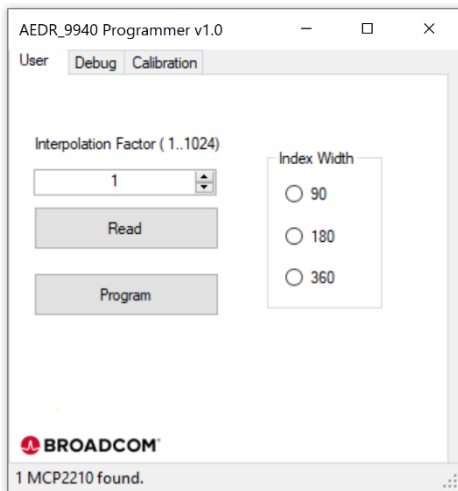 AEDR_9940 Programmer v1.0
User Debug Calibration
Interpolation Factor ( 1..1024)
1
Read
Program
Index Width
90
180
360
BROADCOM
1 MCP2210 found.